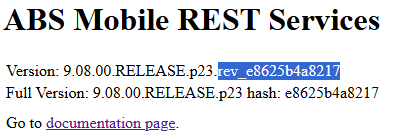 ABS Mobile REST Services
Version: 9.08.00.RELEASE.p23.rev_e8625b4a8217
Full Version: 9.08.00.RELEASE.p23 hash: e8625b4a8217
Go to documentation page.